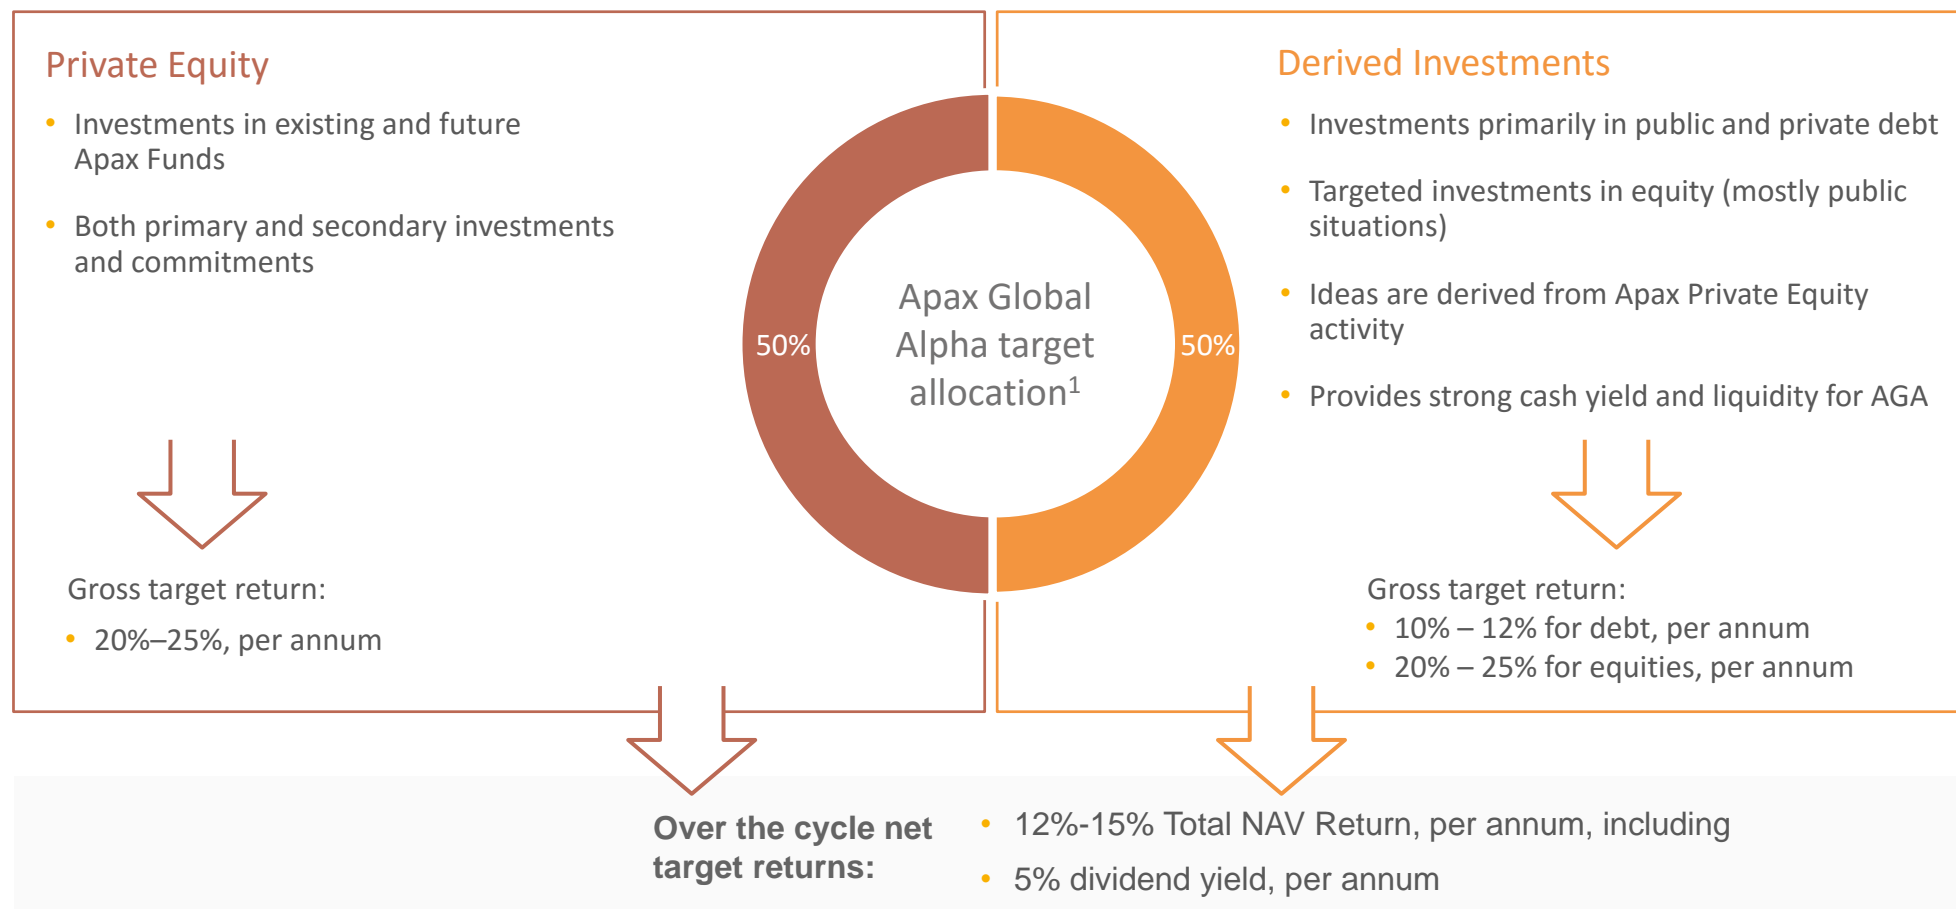 Private Equity
• Investments in existing and future
Apax Funds
• Both primary and secondary investments
and commitments
Gross target return:
• 20%–25%, per annum
50%
Apax Global
Alpha target
allocation¹
50%
Derived Investments
• Investments primarily in public and private debt
• Targeted investments in equity (mostly public
situations)
• Ideas are derived from Apax Private Equity
activity
• Provides strong cash yield and liquidity for AGA
Gross target return:
• 10% – 12% for debt, per annum
• 20% – 25% for equities, per annum
Over the cycle net
target returns:
• 12%-15% Total NAV Return, per annum, including
• 5% dividend yield, per annum